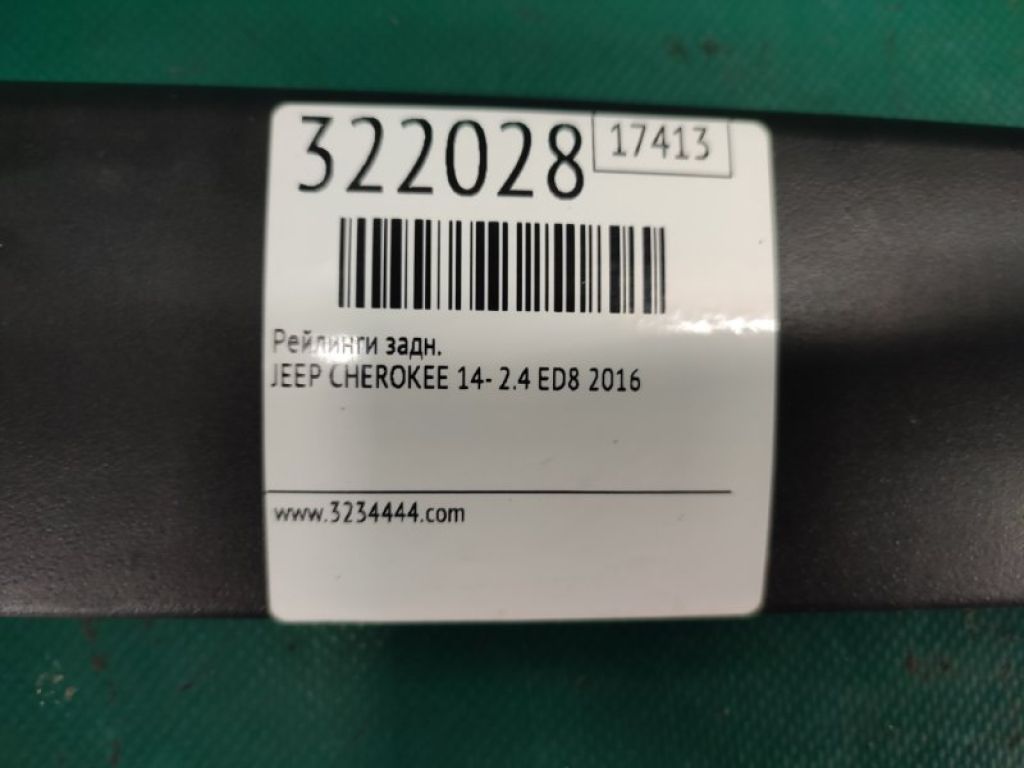 322028
17413
Рейлинги задн.
JEEP CHEROKEE 14- 2.4 ED8 2016
www.3234444.com